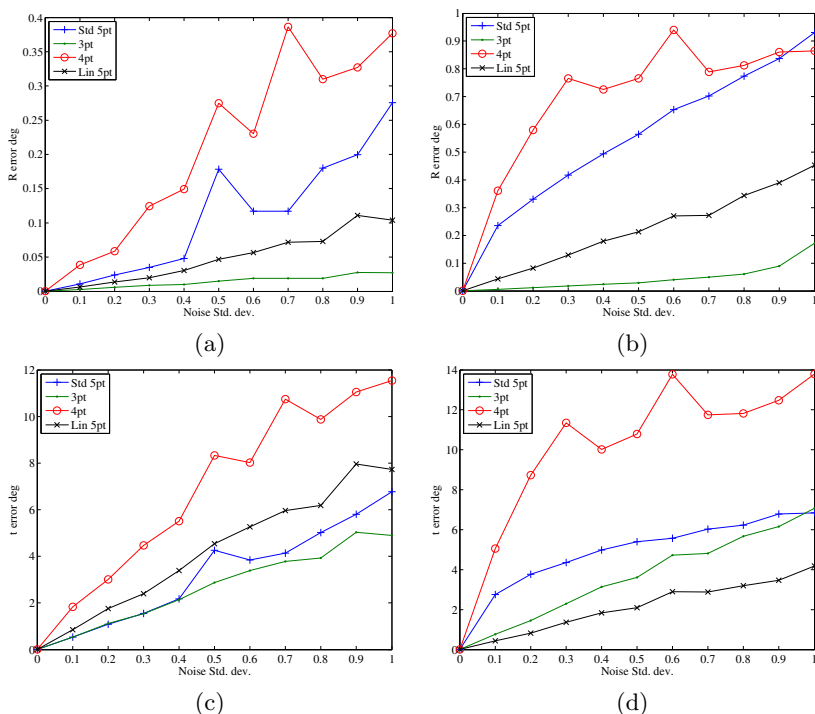 0.4
0.35
0.3
0.25
0.2
0.15
0.1
0.05
0
R error deg
Std 5pt
3pt
4pt
Lin 5pt
0 0.1 0.2 0.3 0.4 0.5 0.6 0.7 0.8 0.9 1
Noise Std. dev.
(a)
1
0.9
0.8
0.7
0.6
0.5
0.4
0.3
0.2
0.1
0
R error deg
Std 5pt
3pt
4pt
Lin 5pt
0 0.1 0.2 0.3 0.4 0.5 0.6 0.7 0.8 0.9 1
Noise Std. dev.
(b)
12
10
8
6
4
2
0
t error deg
Std 5pt
3pt
4pt
Lin 5pt
0 0.1 0.2 0.3 0.4 0.5 0.6 0.7 0.8 0.9 1
Noise Std. dev.
(c)
14
12
10
8
6
4
2
0
t error deg
Std 5pt
3pt
4pt
Lin 5pt
0 0.1 0.2 0.3 0.4 0.5 0.6 0.7 0.8 0.9 1
Noise Std. dev.
(d)